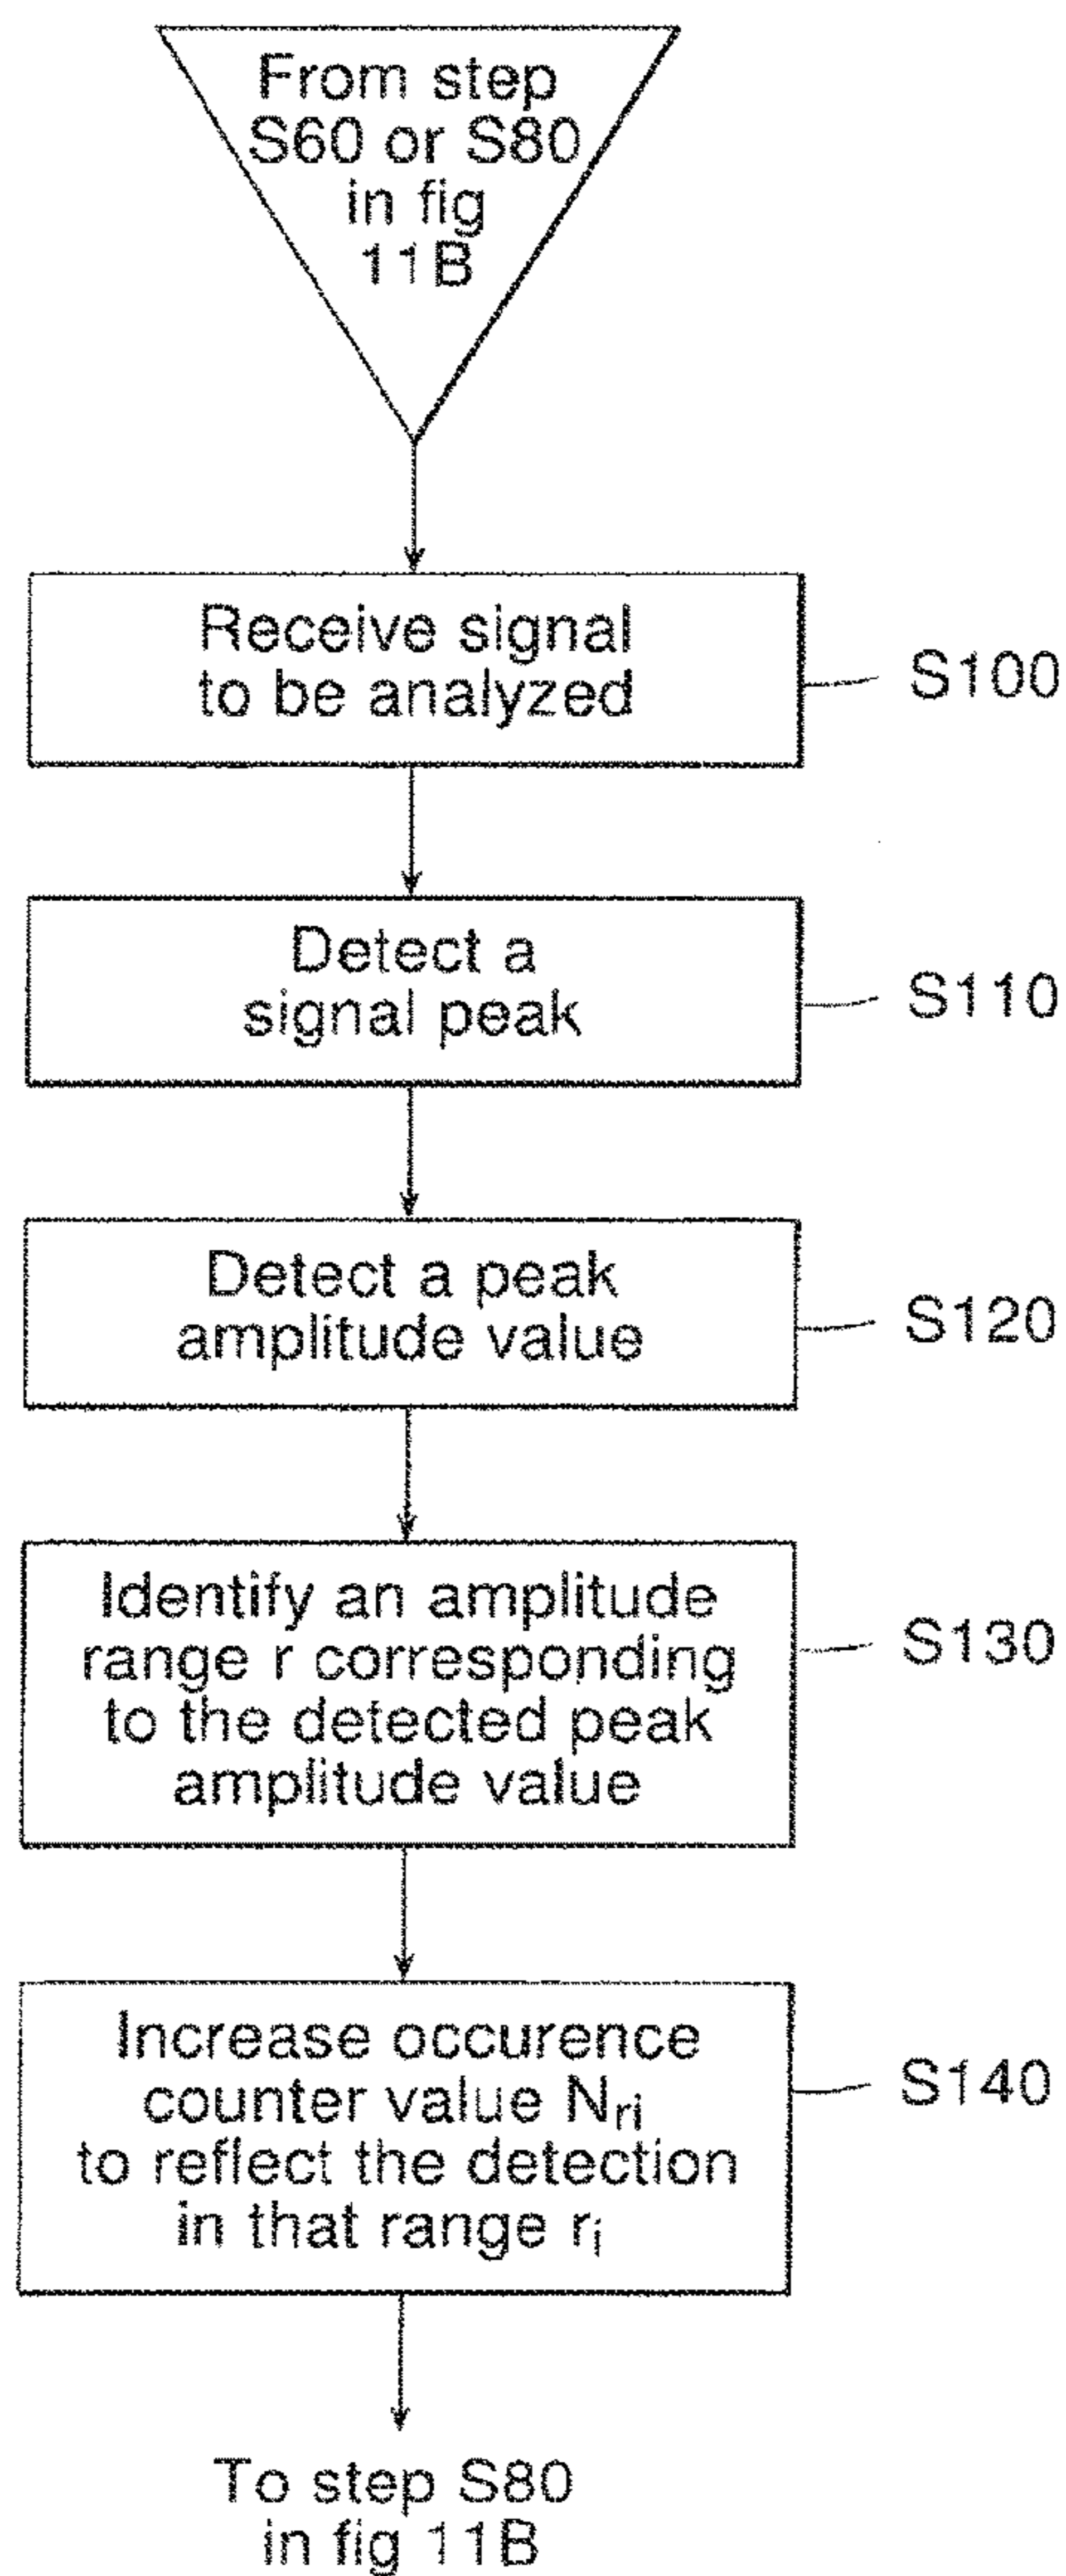 From step
S60 or S80
in fig
11B
Receive signal
to be analyzed
S100
Detect a
signal peak
S110
Detect a peak
amplitude value
S120
Identify an amplitude
range r corresponding
to the detected peak
amplitude value
S130
Increase occurence
counter value Nri
to reflect the detection
in that range ri
S140
To step S80
in fig 11B